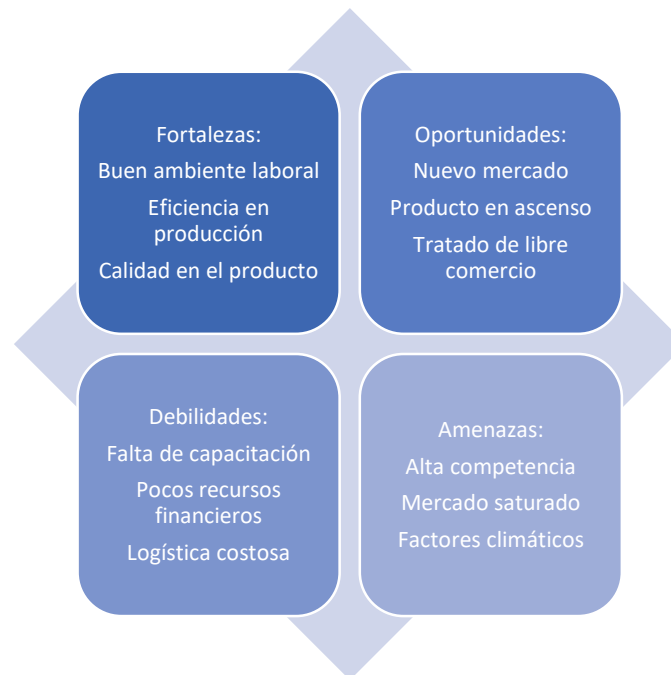 Fortalezas:
Buen ambiente laboral
Eficiencia en
producción
Calidad en el producto
Oportunidades:
Nuevo mercado
Producto en ascenso
Tratado de libre
comercio
Debilidades:
Falta de capacitación
Pocos recursos
financieros
Logística costosa
Amenazas:
Alta competencia
Mercado saturado
Factores climáticos